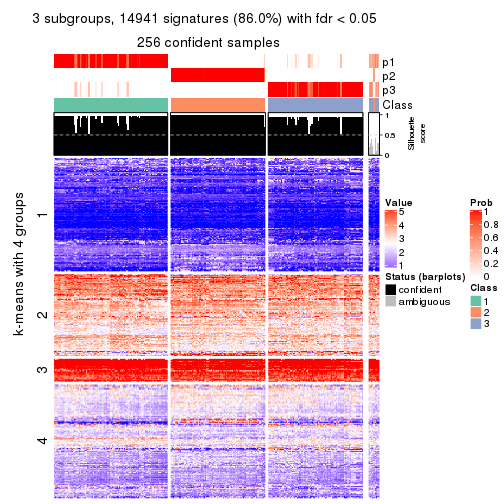 3 subgroups, 14941 signatures (86.0%) with fdr < 0.05
256 confident samples
p1
p2
p3
Class
1
0.5
0
Silhouette
score
k-means with 4 groups
1
2
3
4
Value
5
4
3
2
1
Status (barplots)
confident
ambiguous
Prob
1
0.8
0.6
0.4
0.2
0
Class
1
2
3